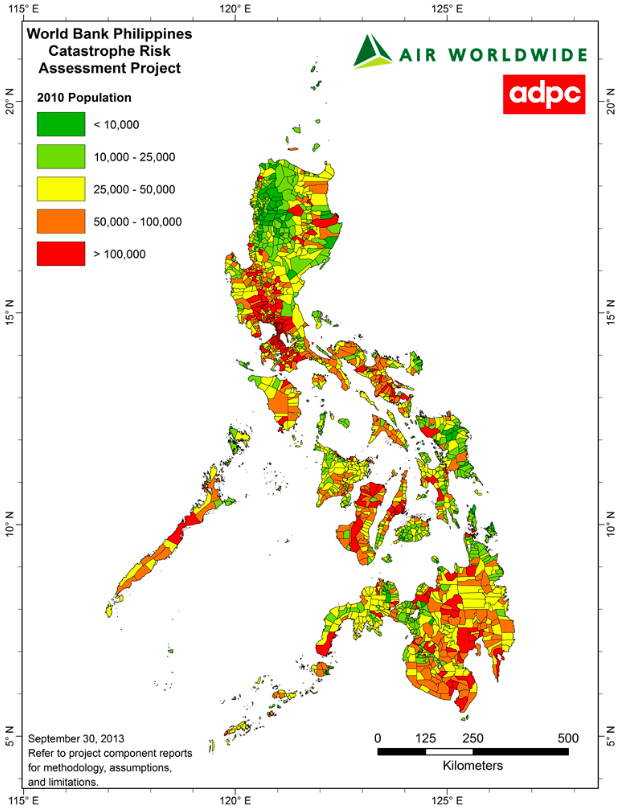 115° E
120° E
125° E
World Bank Philippines
Catastrophe Risk
Assessment Project
AIR WORLDWIDE
adpc
2010 Population
< 10,000
10,000 - 25,000
25,000 - 50,000
50,000 - 100,000
> 100,000
20° N
20° N
15° N
15° N
10° N
10° N
5° N
5° N
September 30, 2013
Refer to project component reports
for methodology, assumptions,
and limitations.
0 125 250 500
Kilometers
115° E
120° E
125° E